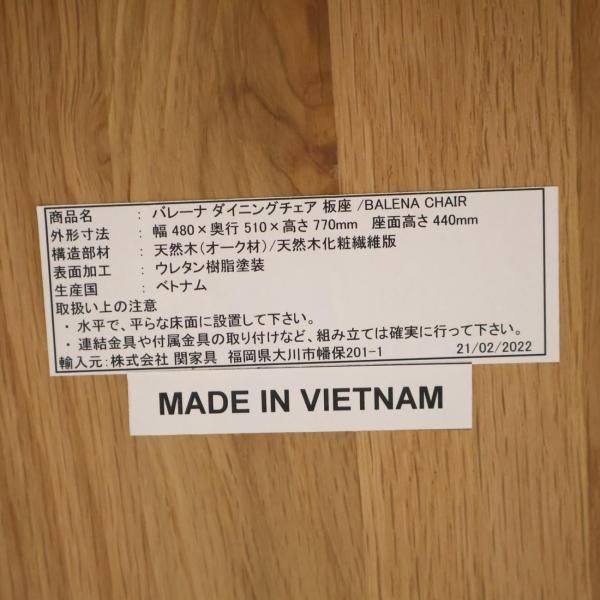 商品名 : バレーナ ダイニングチェア 板座 /BALENA CHAIR
外形寸法 : 幅 480×奥行 510×高さ 770mm 座面高さ 440mm
構造部材 : 天然木(オーク材)/天然木化粧繊維版
表面加工 : ウレタン樹脂塗装
生産国 : ベトナム
取扱い上の注意
・水平で、平らな床面に設置して下さい。
・連結金具や付属金具の取り付けなど、組み立ては確実に行って下さい。
輸入元:株式会社 関家具 福岡県大川市幡保201-1 21/02/2022
MADE IN VIETNAM